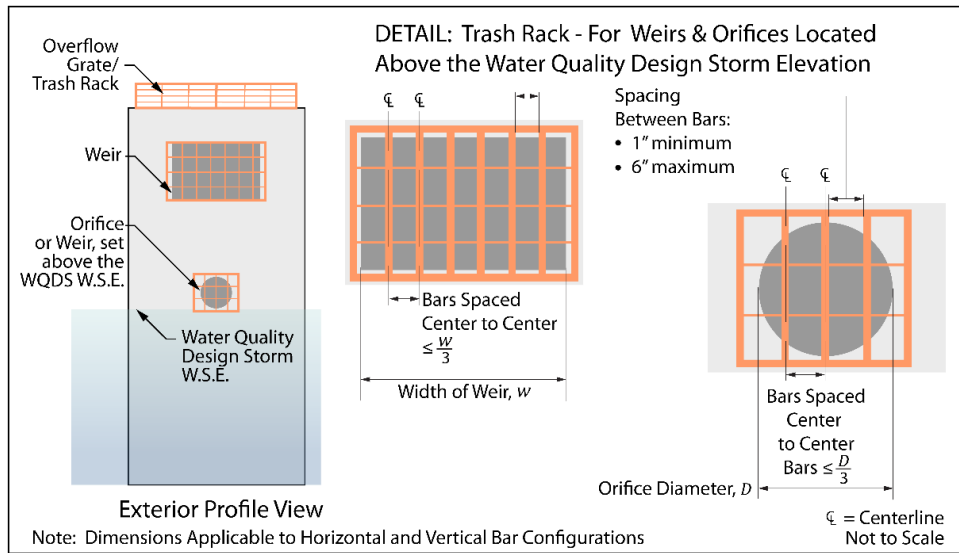 DETAIL: Trash Rack - For Weirs & Orifices Located
Above the Water Quality Design Storm Elevation
Overflow
Grate/
Trash Rack
Weir
Orifice
or Weir, set
above the
WQDS W.S.E.
Water Quality
Design Storm
W.S.E.
Exterior Profile View
℄ ℄
Bars Spaced
Center to Center
≤ W/3
Width of Weir, W
Spacing
Between Bars:
• 1” minimum
• 6” maximum
℄ ℄
Bars Spaced
Center
to Center
Bars ≤ D/3
Orifice Diameter, D
℄ = Centerline
Not to Scale
Note: Dimensions Applicable to Horizontal and Vertical Bar Configurations